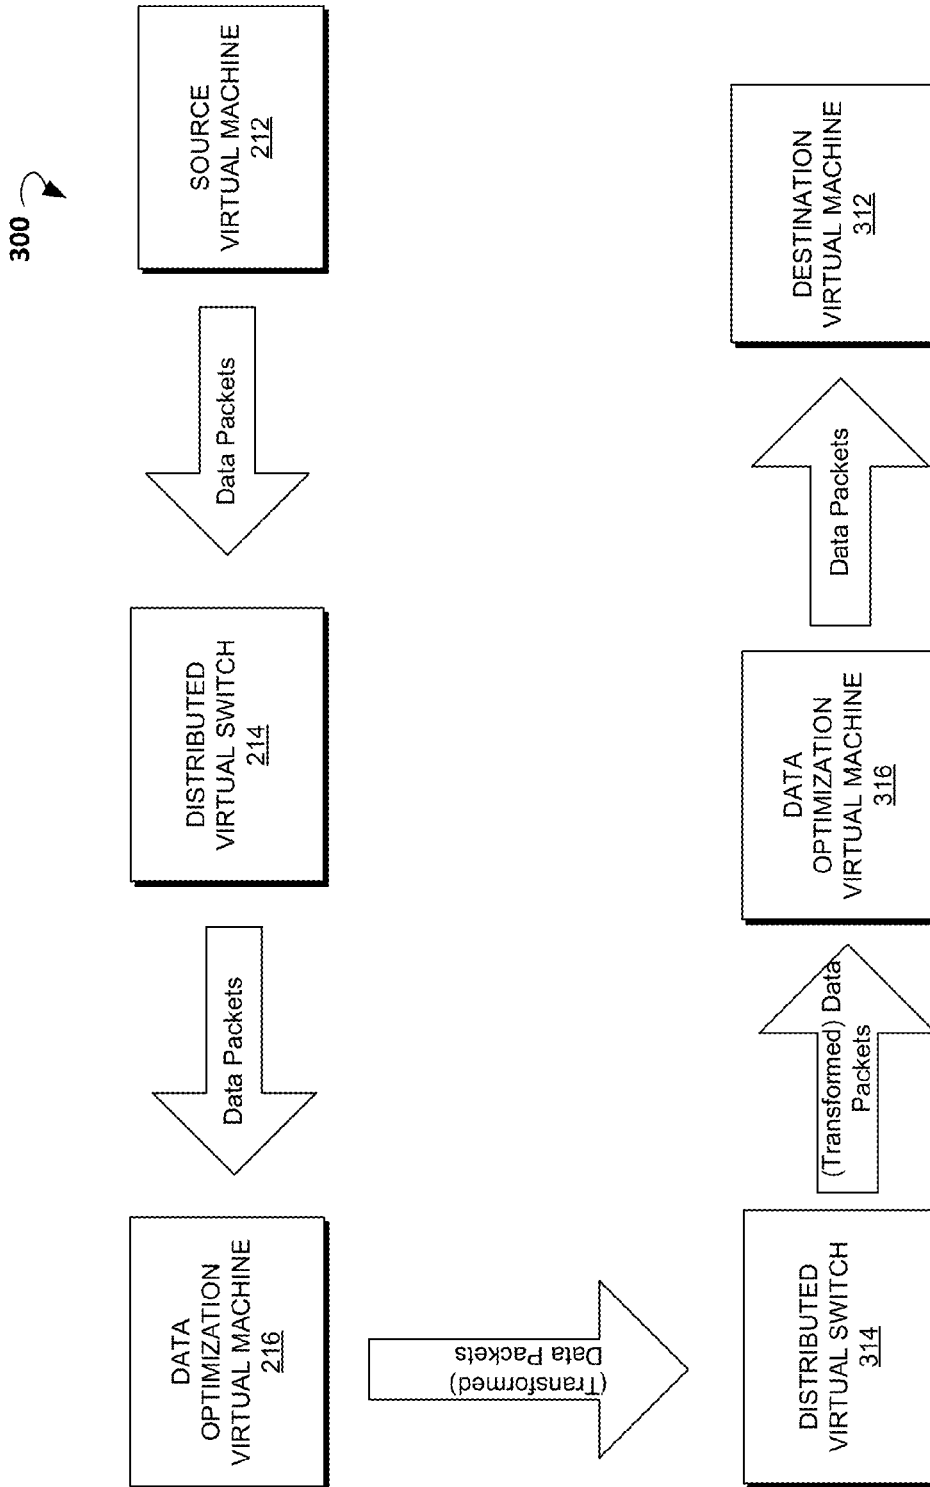 300
SOURCE
VIRTUAL MACHINE
212
Data Packets
DISTRIBUTED
VIRTUAL SWITCH
214
Data Packets
DATA
OPTIMIZATION
VIRTUAL MACHINE
216
(Transformed)
Data Packets
DISTRIBUTED
VIRTUAL SWITCH
314
(Transformed) Data
Packets
DATA
OPTIMIZATION
VIRTUAL MACHINE
316
Data Packets
DESTINATION
VIRTUAL MACHINE
312